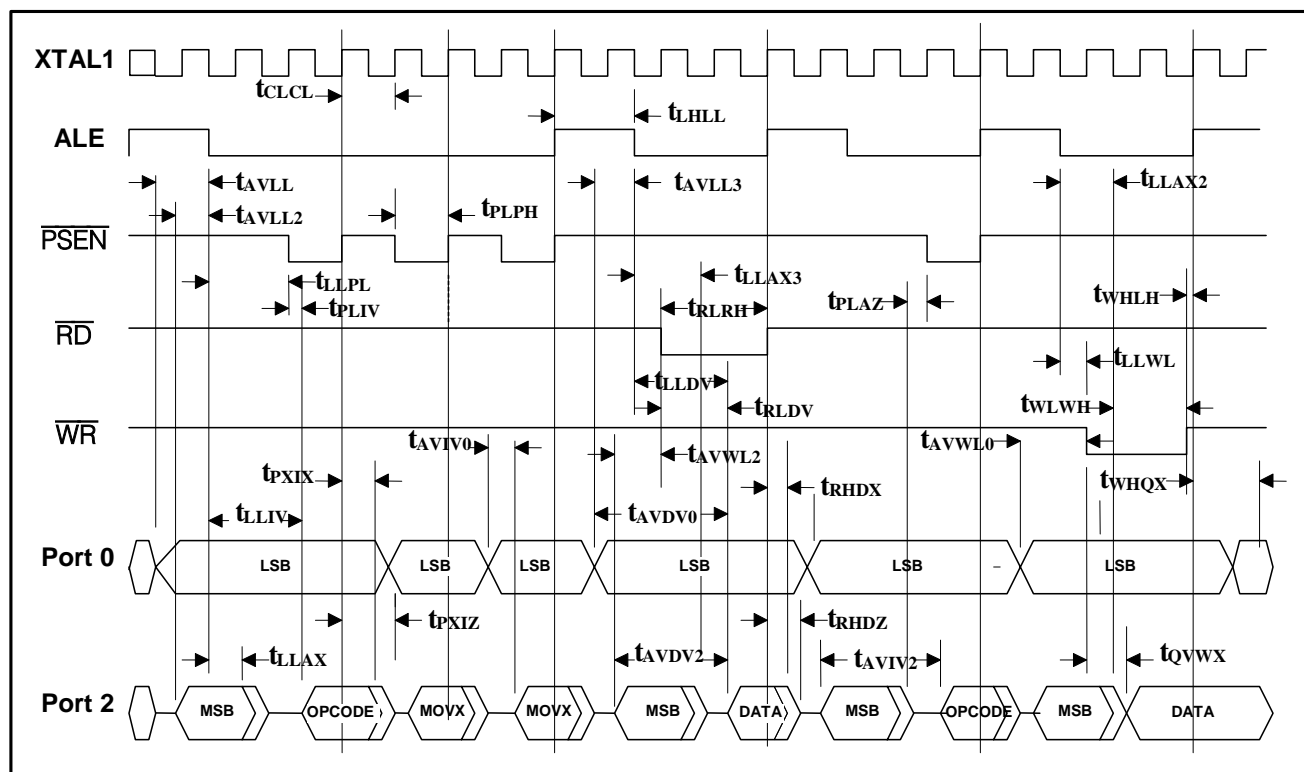 XTAL1
tCLCL
tLHLL
ALE
tAVLL
tAVLL3
tLLAX2
tAVLL2
tPLPH
PSEN
tLLPL
tLLAX3
tPLIV
tRLRH
tPLAZ
tWHLH
RD
tLLDV
tLLWL
tRLDV
tWLWH
WR
tAVIV0
tAVWL2
tAVWL0
tPXIX
tRHDX
tWHQX
tLLIV
tAVDV0
Port 0
LSB LSB LSB LSB LSB LSB
tPXIZ
tRHDZ
tLLAX
tAVDV2
tAVIV2
tQVWX
Port 2
MSB OPCODE MOVX MOVX MSB DATA MSB OPCODE MSB DATA